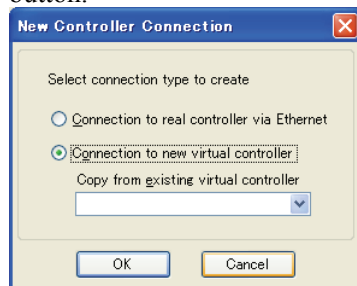 button.
New Controller Connection
Select connection type to create
Connection to real controller via Ethernet
Connection to new virtual controller
Copy from existing virtual controller
OK Cancel